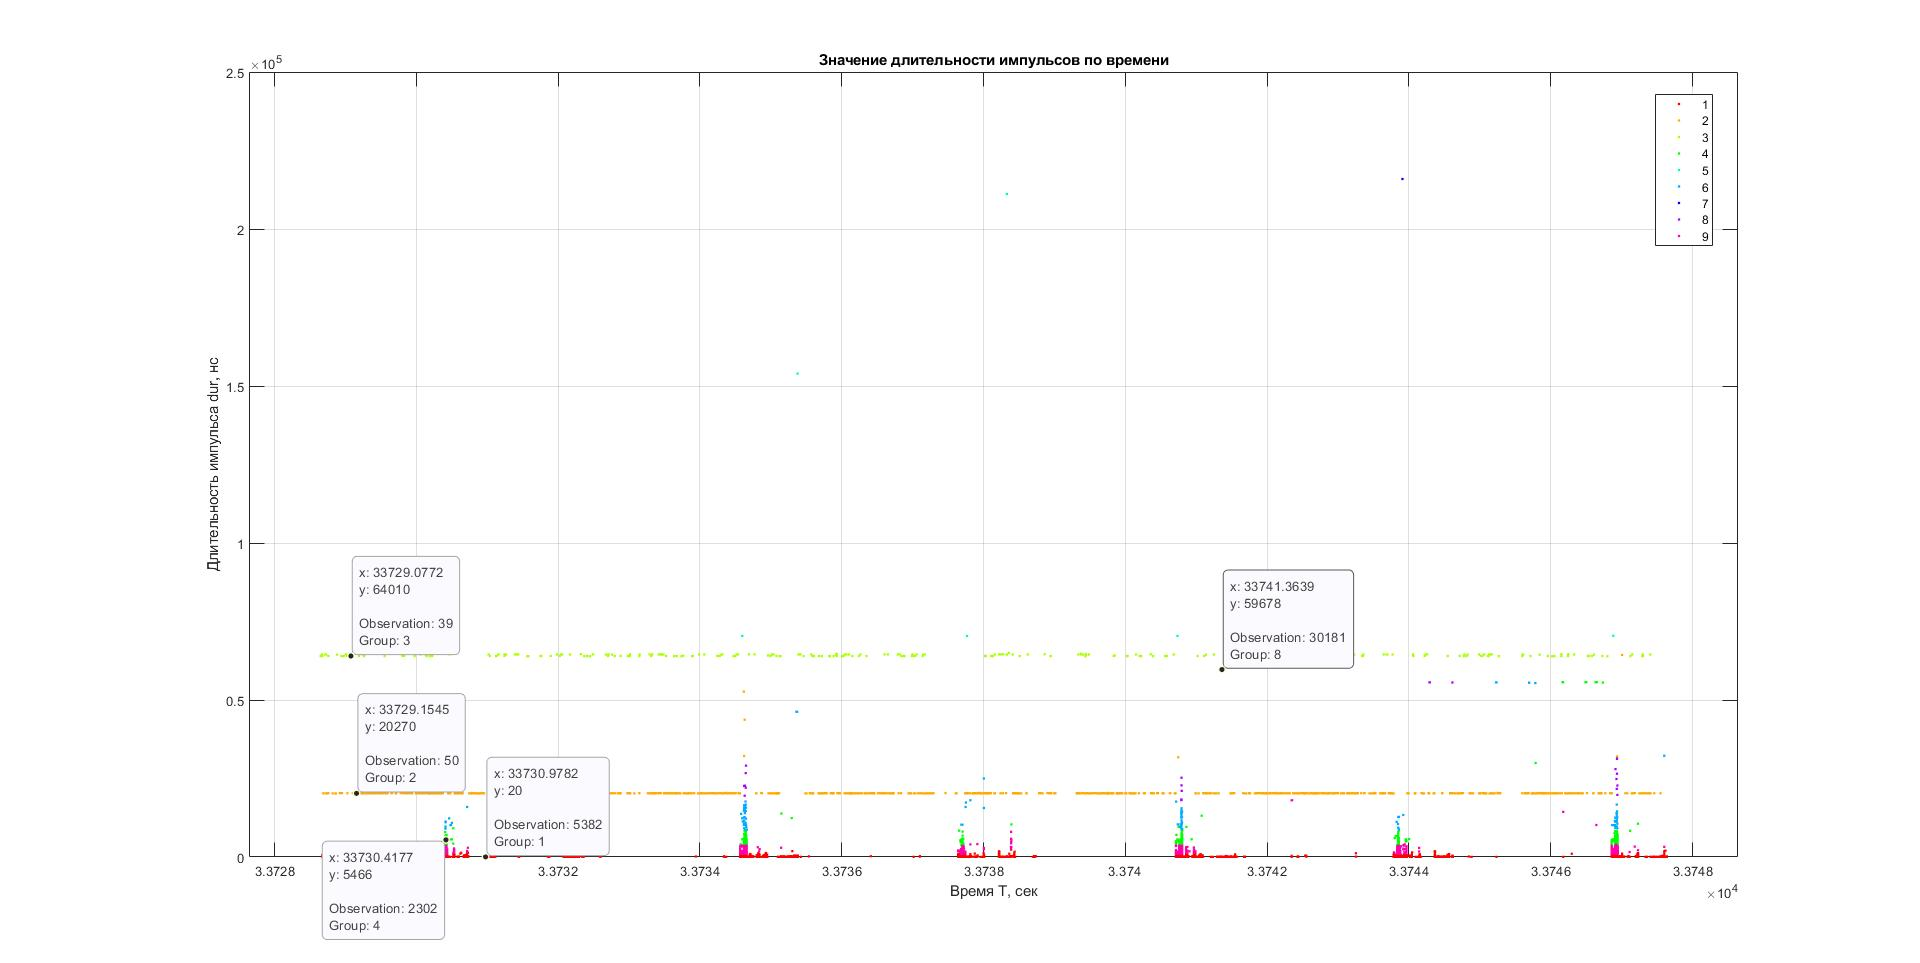 Значение длительности импульсов по времени
×10^5
2.5
2
1.5
1
0.5
0
Длительность импульса dur, нс
1
2
3
4
5
6
7
8
9
x: 33729.0772
y: 64010
Observation: 39
Group: 3
x: 33741.3639
y: 59678
Observation: 30181
Group: 8
x: 33729.1545
y: 20270
Observation: 50
Group: 2
x: 33730.9782
y: 20
Observation: 5382
Group: 1
x: 33730.4177
y: 5466
Observation: 2302
Group: 4
3.3728 3.3732 3.3734 3.3736 3.3738 3.374 3.3742 3.3744 3.3746 3.3748
×10^4
Время T, сек